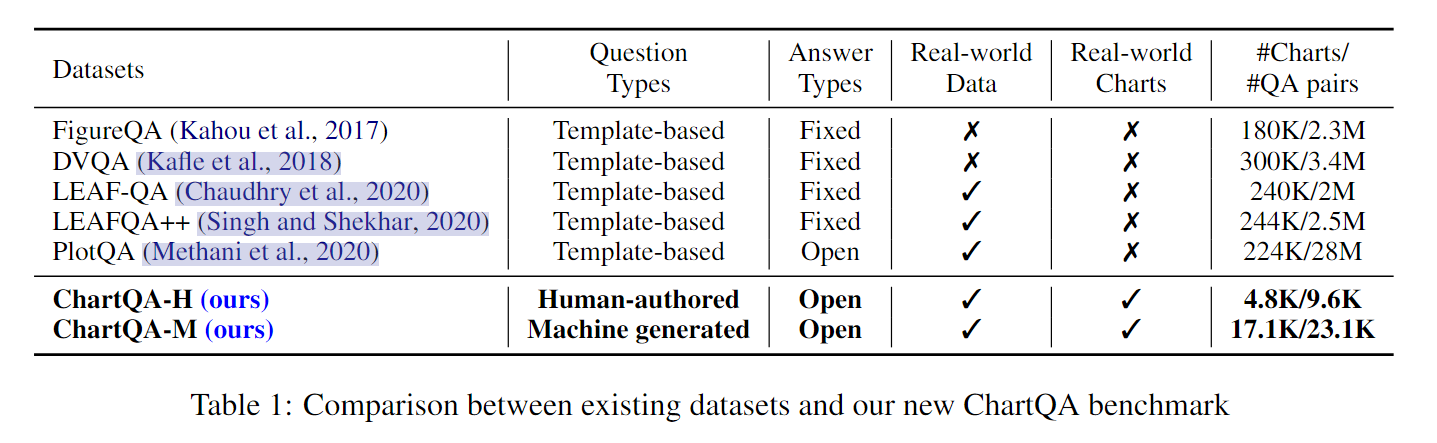 Datasets Question Types Answer Types Real-world Data Real-world Charts #Charts/ #QA pairs
FigureQA (Kahou et al., 2017) Template-based Fixed ✗ ✗ 180K/2.3M
DVQA (Kafle et al., 2018) Template-based Fixed ✗ ✗ 300K/3.4M
LEAF-QA (Chaudhry et al., 2020) Template-based Fixed ✓ ✗ 240K/2M
LEAFQA++ (Singh and Shekhar, 2020) Template-based Fixed ✓ ✗ 244K/2.5M
PlotQA (Methani et al., 2020) Template-based Open ✓ ✗ 224K/28M
ChartQA-H (ours) Human-authored Open ✓ ✓ 4.8K/9.6K
ChartQA-M (ours) Machine generated Open ✓ ✓ 17.1K/23.1K
Table 1: Comparison between existing datasets and our new ChartQA benchmark